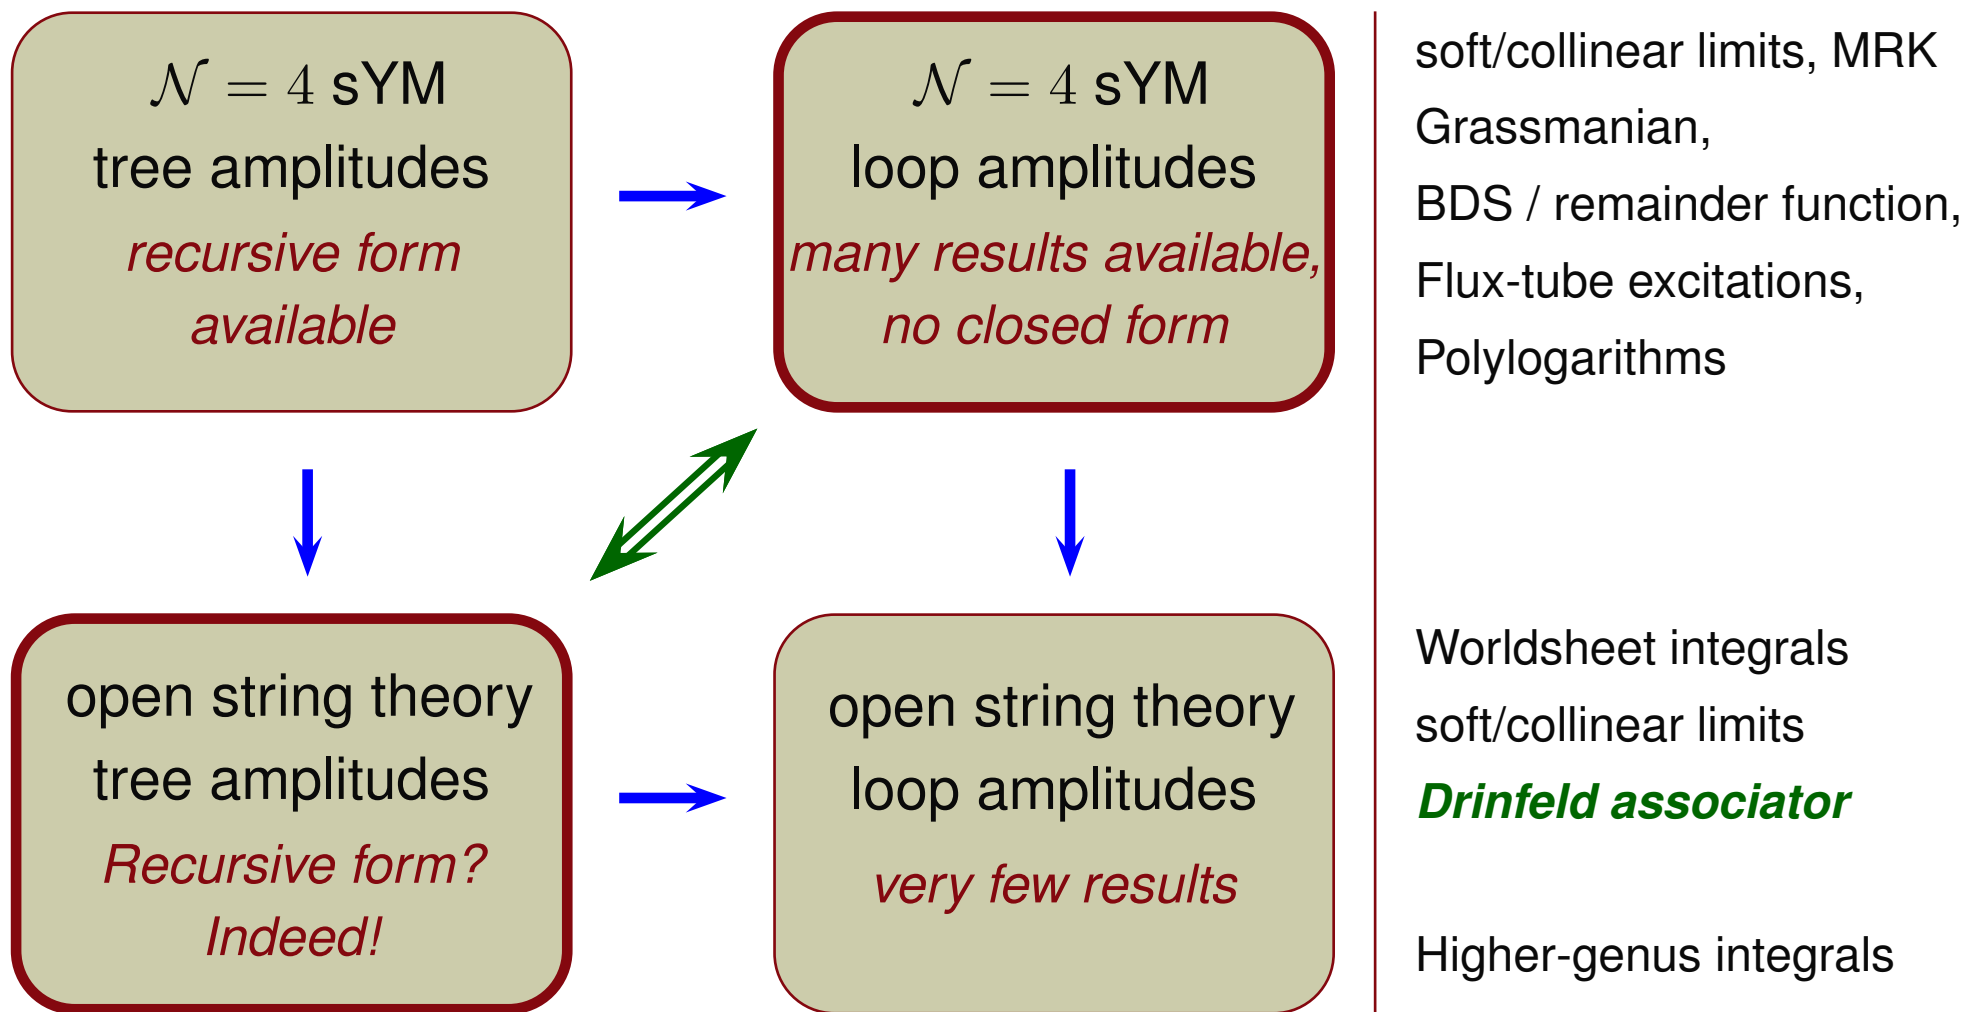 𝒩 = 4 sYM
tree amplitudes
recursive form
available
𝒩 = 4 sYM
loop amplitudes
many results available,
no closed form
soft/collinear limits, MRK
Grassmanian,
BDS / remainder function,
Flux-tube excitations,
Polylogarithms
open string theory
tree amplitudes
Recursive form?
Indeed!
open string theory
loop amplitudes
very few results
Worldsheet integrals
soft/collinear limits
Drinfeld associator
Higher-genus integrals